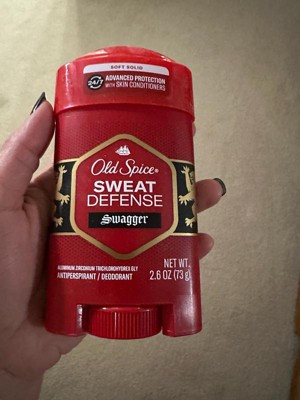 SOFT SOLID
24/7 ADVANCED PROTECTION
WITH SKIN CONDITIONERS
Old Spice®
SWEAT
DEFENSE
Swagger
ALUMINUM ZIRCONIUM TRICHLOROHYDREX GLY
ANTIPERSPIRANT / DEODORANT
NET WT.
2.6 OZ (73 g)